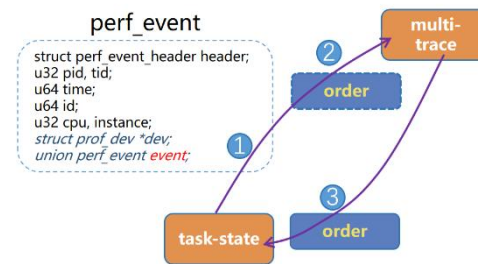 perf_event
struct perf_event_header header;
u32 pid, tid;
u64 time;
u64 id;
u32 cpu, instance;
struct prof_dev *dev;
union perf_event event;
multi-
trace
2
order
1
3
order
task-state